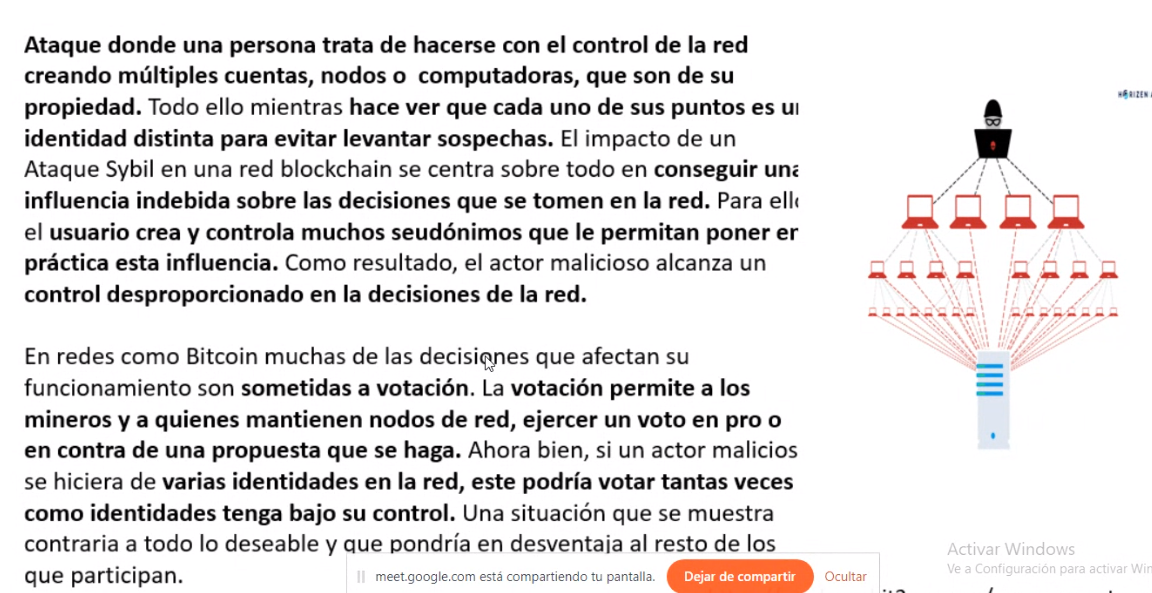 Ataque donde una persona trata de hacerse con el control de la red
creando múltiples cuentas, nodos o computadoras, que son de su
propiedad. Todo ello mientras hace ver que cada uno de sus puntos es
identidad distinta para evitar levantar sospechas. El impacto de un
Ataque Sybil en una red blockchain se centra sobre todo en conseguir una
influencia indebida sobre las decisiones que se tomen en la red. Para
el usuario crea y controla muchos seudónimos que le permitan poner
práctica esta influencia. Como resultado, el actor malicioso alcanza un
control desproporcionado en la decisiones de la red.
En redes como Bitcoin muchas de las decisiones que afectan su
funcionamiento son sometidas a votación. La votación permite a los
mineros y a quienes mantienen nodos de red, ejercer un voto en pro o
en contra de una propuesta que se haga. Ahora bien, si un actor malicios
se hiciera de varias identidades en la red, este podría votar tantas veces
como identidades tenga bajo su control. Una situación que se muestra
contraria a todo lo deseable y que pondría en desventaja al resto de los
que participan.
HORIZEN
Activar Windows
Ve a Configuración para activar Win
meet.google.com está compartiendo tu pantalla.
Dejar de compartir
Ocultar